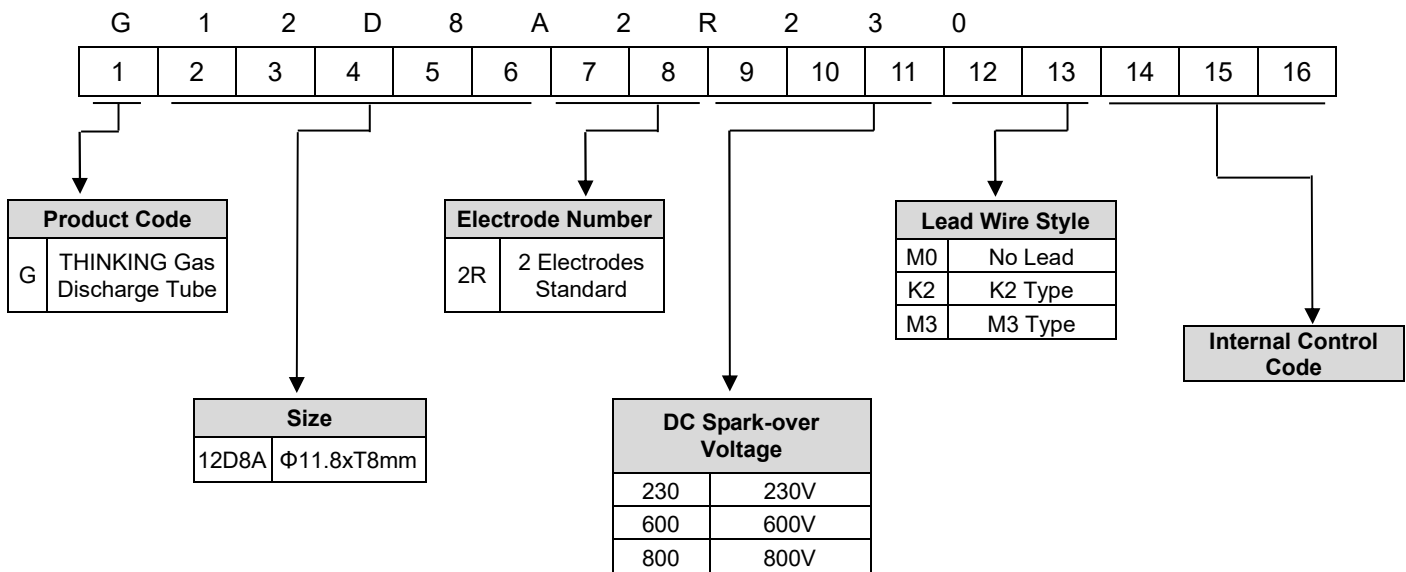 G 1 2 D 8 A 2 R 2 3 0
1 2 3 4 5 6 7 8 9 10 11 12 13 14 15 16
Product Code
G THINKING Gas
Discharge Tube
Electrode Number
2R 2 Electrodes
Standard
Lead Wire Style
M0 No Lead
K2 K2 Type
M3 M3 Type
Internal Control
Code
Size
12D8A Φ11.8xT8mm
DC Spark-over
Voltage
230 230V
600 600V
800 800V